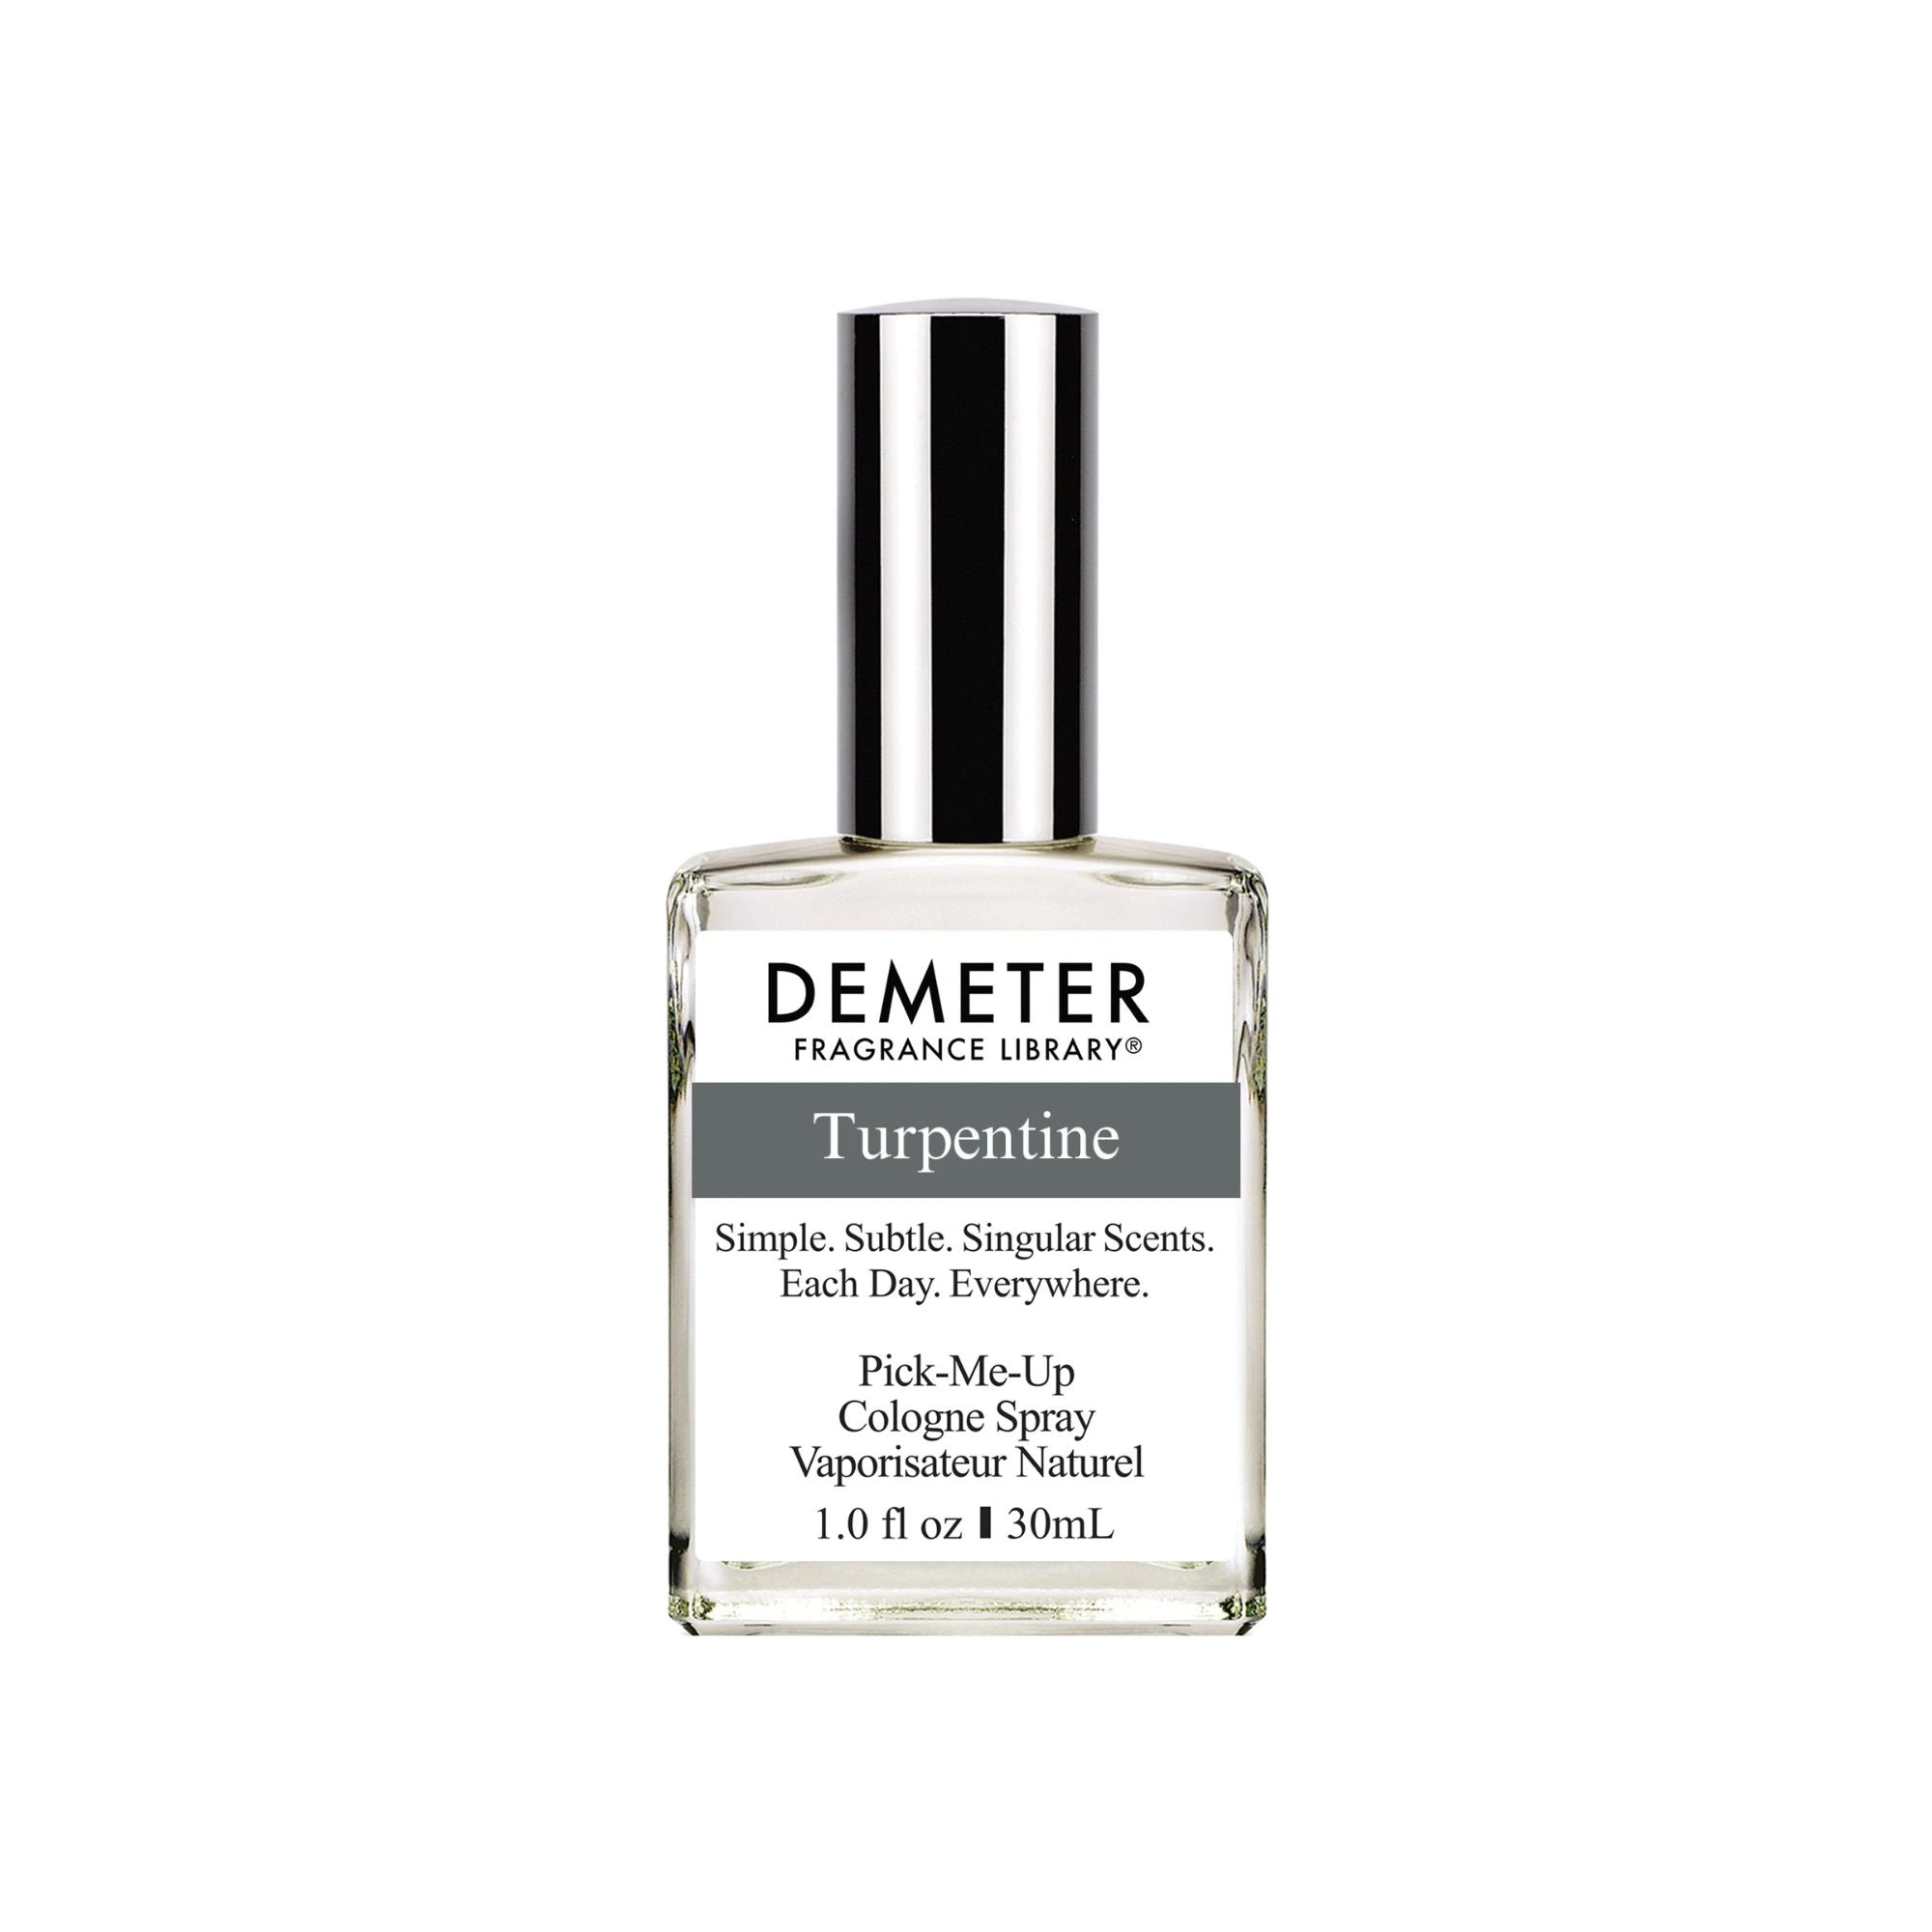 DEMETER
FRAGRANCE LIBRARY®
Turpentine
Simple. Subtle. Singular Scents.
Each Day. Everywhere.
Pick-Me-Up
Cologne Spray
Vaporisateur Naturel
1.0 fl oz ▌ 30mL